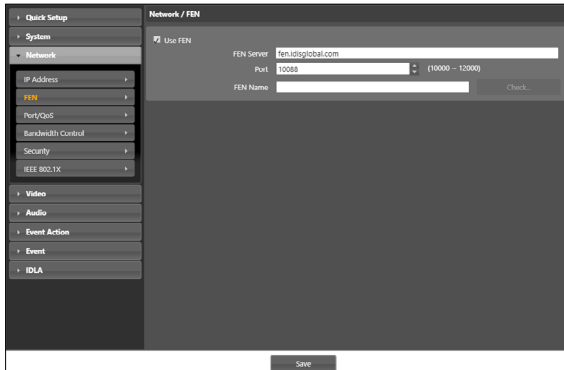 Quick Setup
System
Network
IP Address
FEN
Port/QoS
Bandwidth Control
Security
IEEE 802.1X
Video
Audio
Event Action
Event
IDLA
Network / FEN
Use FEN
FEN Server fen.idisglobal.com
Port 10088 (10000 ~ 12000)
FEN Name Check...
Save